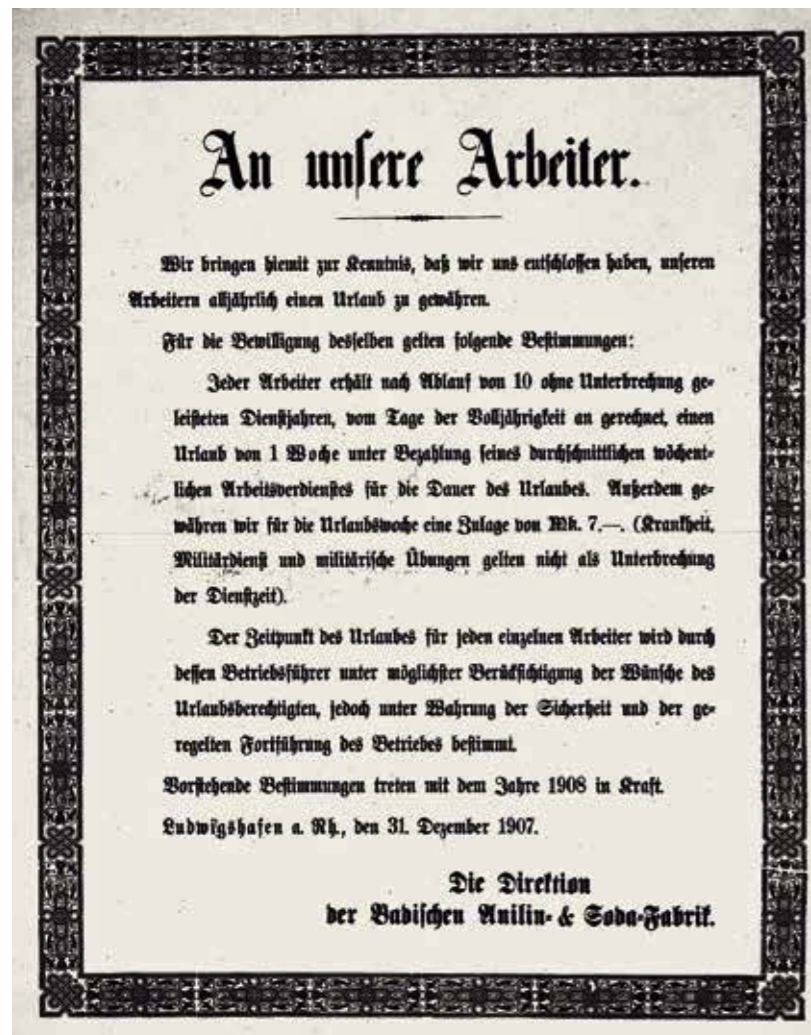 An unsere Arbeiter.
Wir bringen hiemit zur Kenntnis, daß wir uns entschlossen haben, unseren
Arbeitern alljährlich einen Urlaub zu gewähren.
Für die Bewilligung desselben gelten folgende Bestimmungen:
Jeder Arbeiter erhält nach Ablauf von 10 ohne Unterbrechung ge-
leisteten Dienstjahren, vom Tage der Volljährigkeit an gerechnet, einen
Urlaub von 1 Woche unter Bezahlung seines durchschnittlichen wöchent-
lichen Arbeitsverdienstes für die Dauer des Urlaubes. Außerdem ge-
währen wir für die Urlaubswoche eine Zulage von Mk. 7.—. (Krankheit,
Militärdienst und militärische Übungen gelten nicht als Unterbrechung
der Dienstzeit).
Der Zeitpunkt des Urlaubes für jeden einzelnen Arbeiter wird durch
dessen Betriebsführer unter möglichster Berücksichtigung der Wünsche des
Urlaubsberechtigten, jedoch unter Wahrung der Sicherheit und der ge-
regelten Fortführung des Betriebes bestimmt.
Vorstehende Bestimmungen treten mit dem Jahre 1908 in Kraft.
Ludwigshafen a. Rh., den 31. Dezember 1907.
Die Direktion
der Badischen Anilin- & Soda-Fabrik.